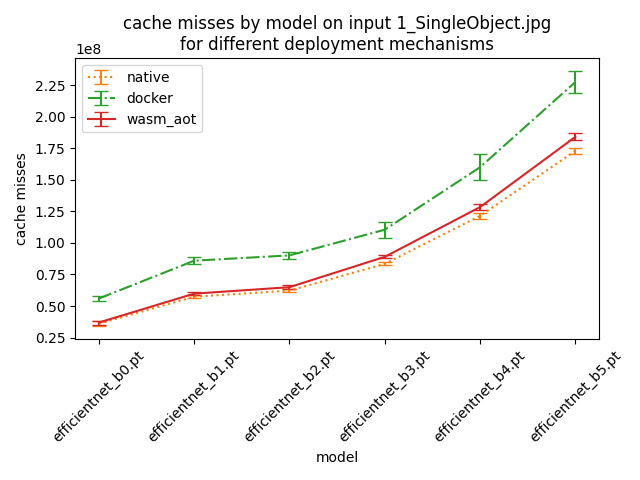 cache misses by model on input 1_SingleObject.jpg
for different deployment mechanisms
1e8
native
docker
wasm_aot
2.25
2.00
1.75
1.50
1.25
1.00
0.75
0.50
0.25
cache misses
efficientnet_b0.pt
efficientnet_b1.pt
efficientnet_b2.pt
efficientnet_b3.pt
efficientnet_b4.pt
efficientnet_b5.pt
model